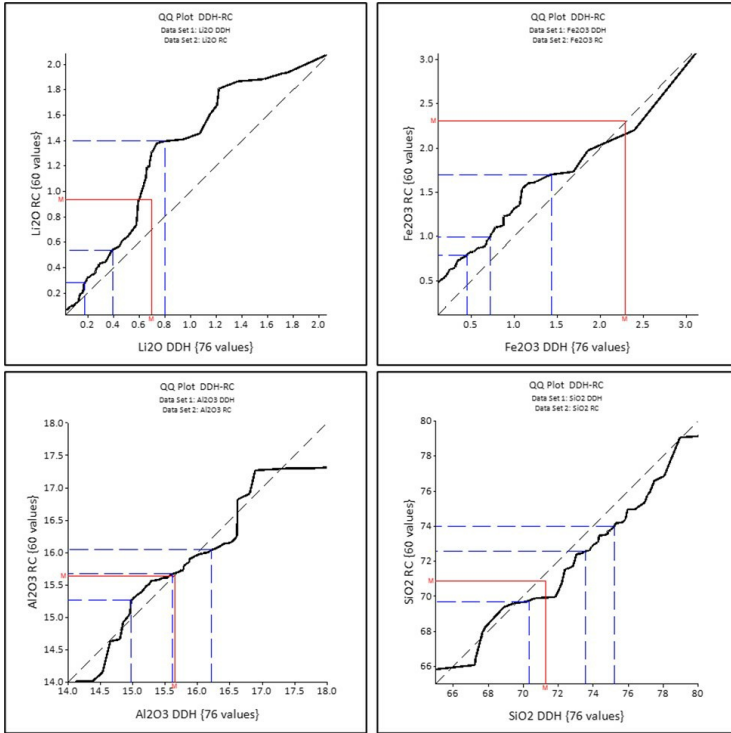 QQ Plot DDH-RC
Data Set 1: Li2O DDH
Data Set 2: Li2O RC
2.0
1.8
1.6
1.4
1.2
1.0
0.8
0.6
0.4
0.2
M
Li2O RC {60 values}
0.2 0.4 0.6 0.8 1.0 1.2 1.4 1.6 1.8 2.0
M
Li2O DDH {76 values}
QQ Plot DDH-RC
Data Set 1: Fe2O3 DDH
Data Set 2: Fe2O3 RC
3.0
2.5
2.0
1.5
1.0
0.5
M
Fe2O3 RC {60 values}
0.5 1.0 1.5 2.0 2.5 3.0
M
Fe2O3 DDH {76 values}
QQ Plot DDH-RC
Data Set 1: Al2O3 DDH
Data Set 2: Al2O3 RC
18.0
17.5
17.0
16.5
16.0
15.5
15.0
14.5
14.0
M
Al2O3 RC {60 values}
14.0 14.5 15.0 15.5 16.0 16.5 17.0 17.5 18.0
M
Al2O3 DDH {76 values}
QQ Plot DDH-RC
Data Set 1: SiO2 DDH
Data Set 2: SiO2 RC
80
78
76
74
72
70
68
66
M
SiO2 RC {60 values}
66 68 70 72 74 76 78 80
M
SiO2 DDH {76 values}